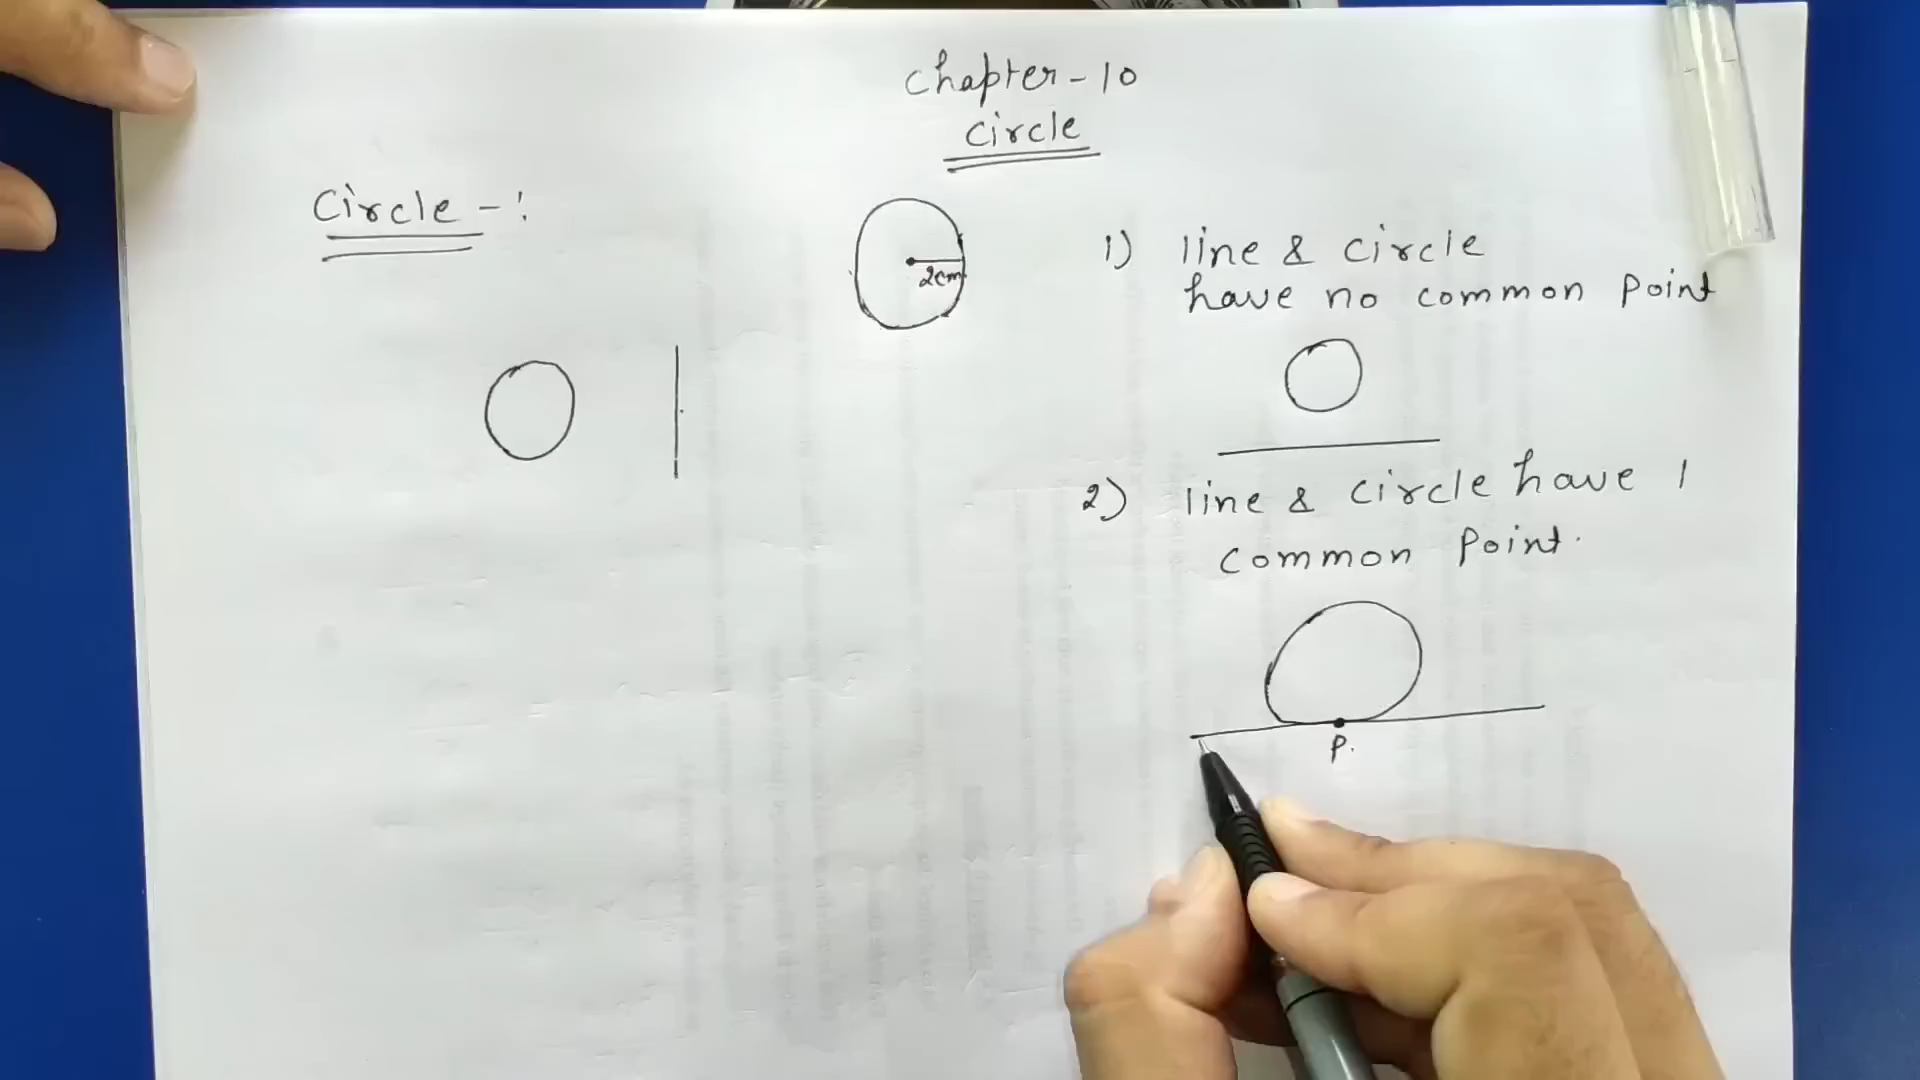 Chapter - 10
Circle
Circle - :
2cm
1) line & circle
have no common point
2) line & circle have 1
common point.
P.